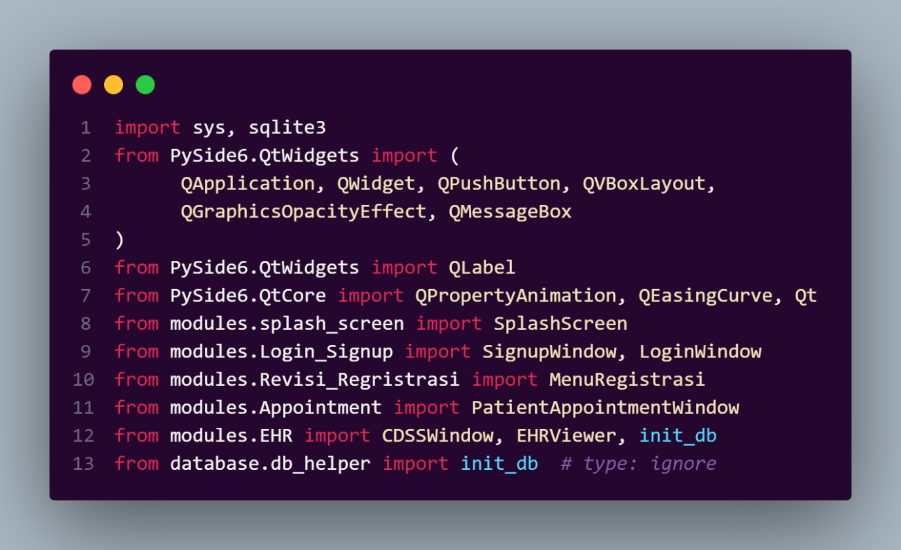 1 import sys, sqlite3
2 from PySide6.QtWidgets import (
3 QApplication, QWidget, QPushButton, QVBoxLayout,
4 QGraphicsOpacityEffect, QMessageBox
5 )
6 from PySide6.QtWidgets import QLabel
7 from PySide6.QtCore import QPropertyAnimation, QEasingCurve, Qt
8 from modules.splash_screen import SplashScreen
9 from modules.Login_Signup import SignupWindow, LoginWindow
10 from modules.Revisi_Regristrasi import MenuRegistrasi
11 from modules.Appointment import PatientAppointmentWindow
12 from modules.EHR import CDSSWindow, EHRViewer, init_db
13 from database.db_helper import init_db # type: ignore